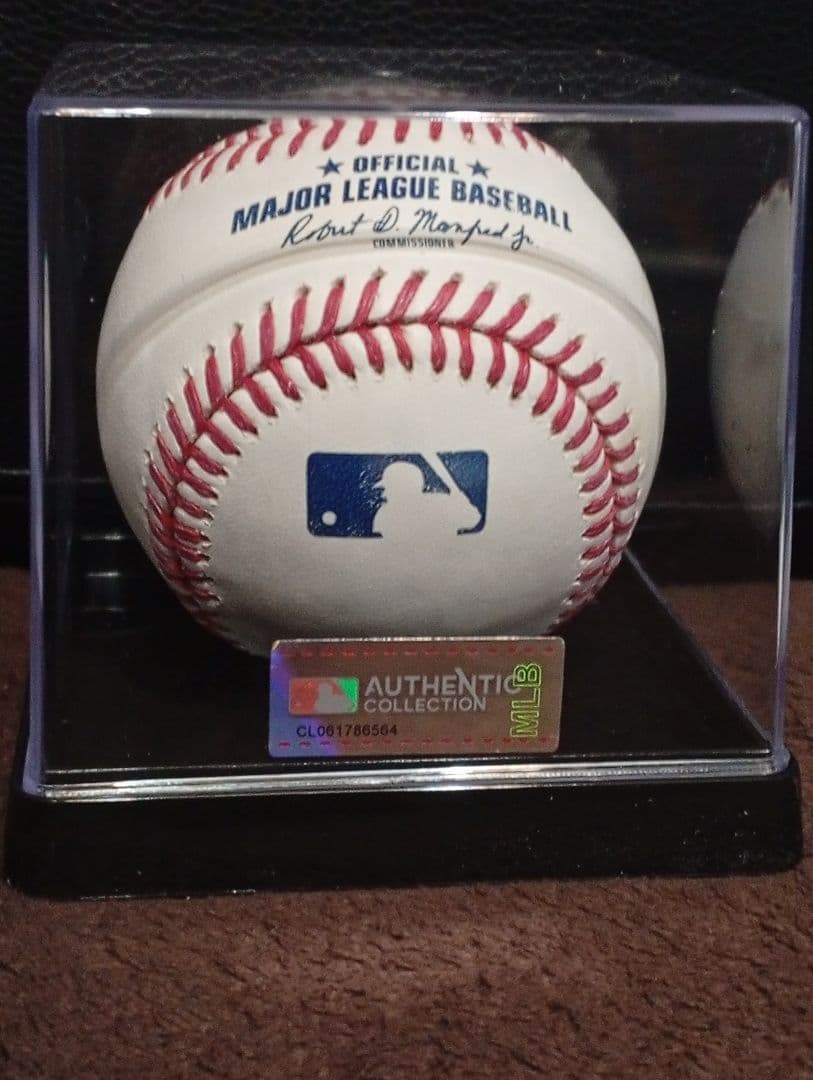 ★ OFFICIAL ★
MAJOR LEAGUE BASEBALL
Robert D. Manfred Jr.
COMMISSIONER
AUTHENTIC
COLLECTION
MLB
CL061786564